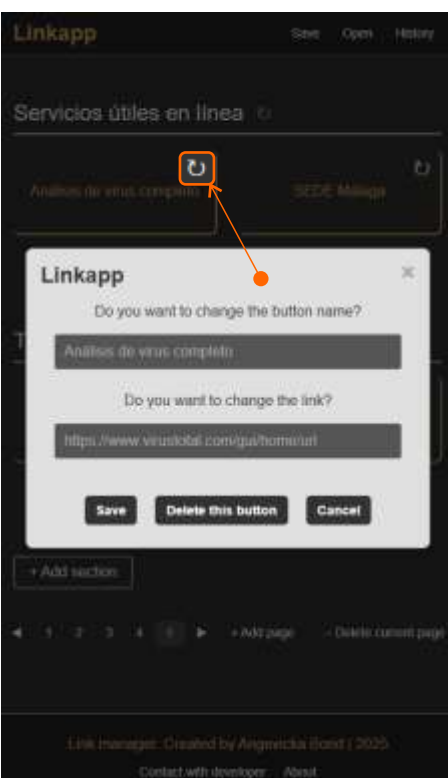 Linkapp
Save Open History
Servicios útiles en línea
Análisis de virus completo
SEDE Málaga
Linkapp
×
Do you want to change the button name?
T
Análisis de virus completo
Do you want to change the link?
https://www.virustotal.com/gui/home/url
Save Delete this button Cancel
+ Add section
◄ 1 2 3 4 5 ► + Add page - Delete current page
Link manager. Created by Angievicka Bond | 2025
Contact with developer About